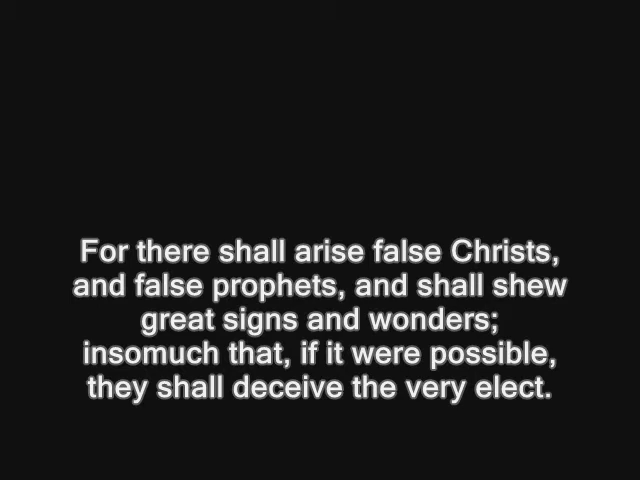 For there shall arise false Christs,
and false prophets, and shall shew
great signs and wonders;
insomuch that, if it were possible,
they shall deceive the very elect.